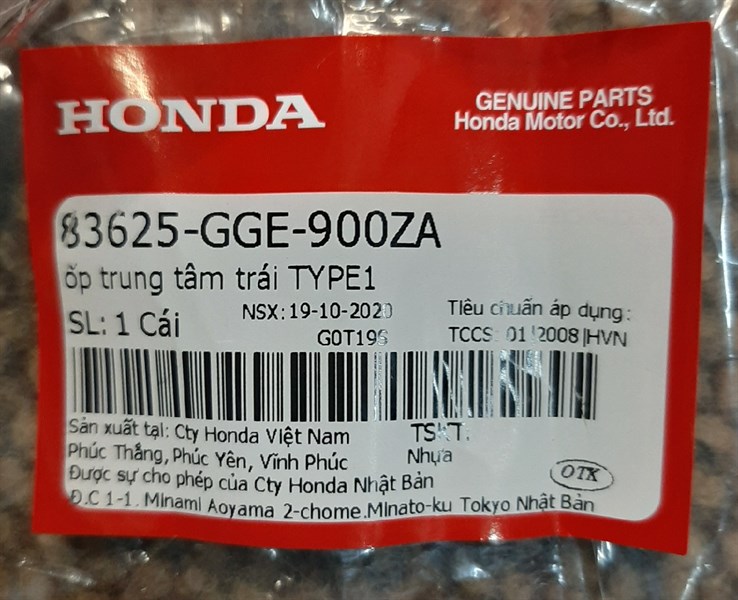 HONDA
GENUINE PARTS
Honda Motor Co., Ltd.
83625-GGE-900ZA
ốp trung tâm trái TYPE1
SL: 1 Cái
NSX: 19-10-2020
G0T196
Tiêu chuẩn áp dụng:
TCCS: 01|2008|HVN
Sản xuất tại: Cty Honda Việt Nam
Phúc Thắng, Phúc Yên, Vĩnh Phúc
Được sự cho phép của Cty Honda Nhật Bản
Đ.C 1-1. Minami Aoyama 2-chome.Minato-ku Tokyo Nhật Bản
TSKT:
Nhựa
OTK